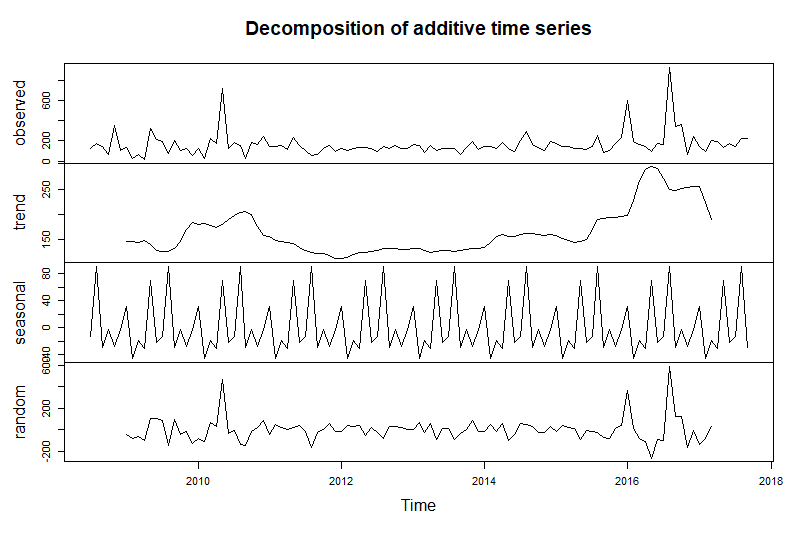 Decomposition of additive time series
observed
0 200 600
trend
150 250
seasonal
-40 0 40 80
random
-200 200 600
2010 2012 2014 2016 2018
Time